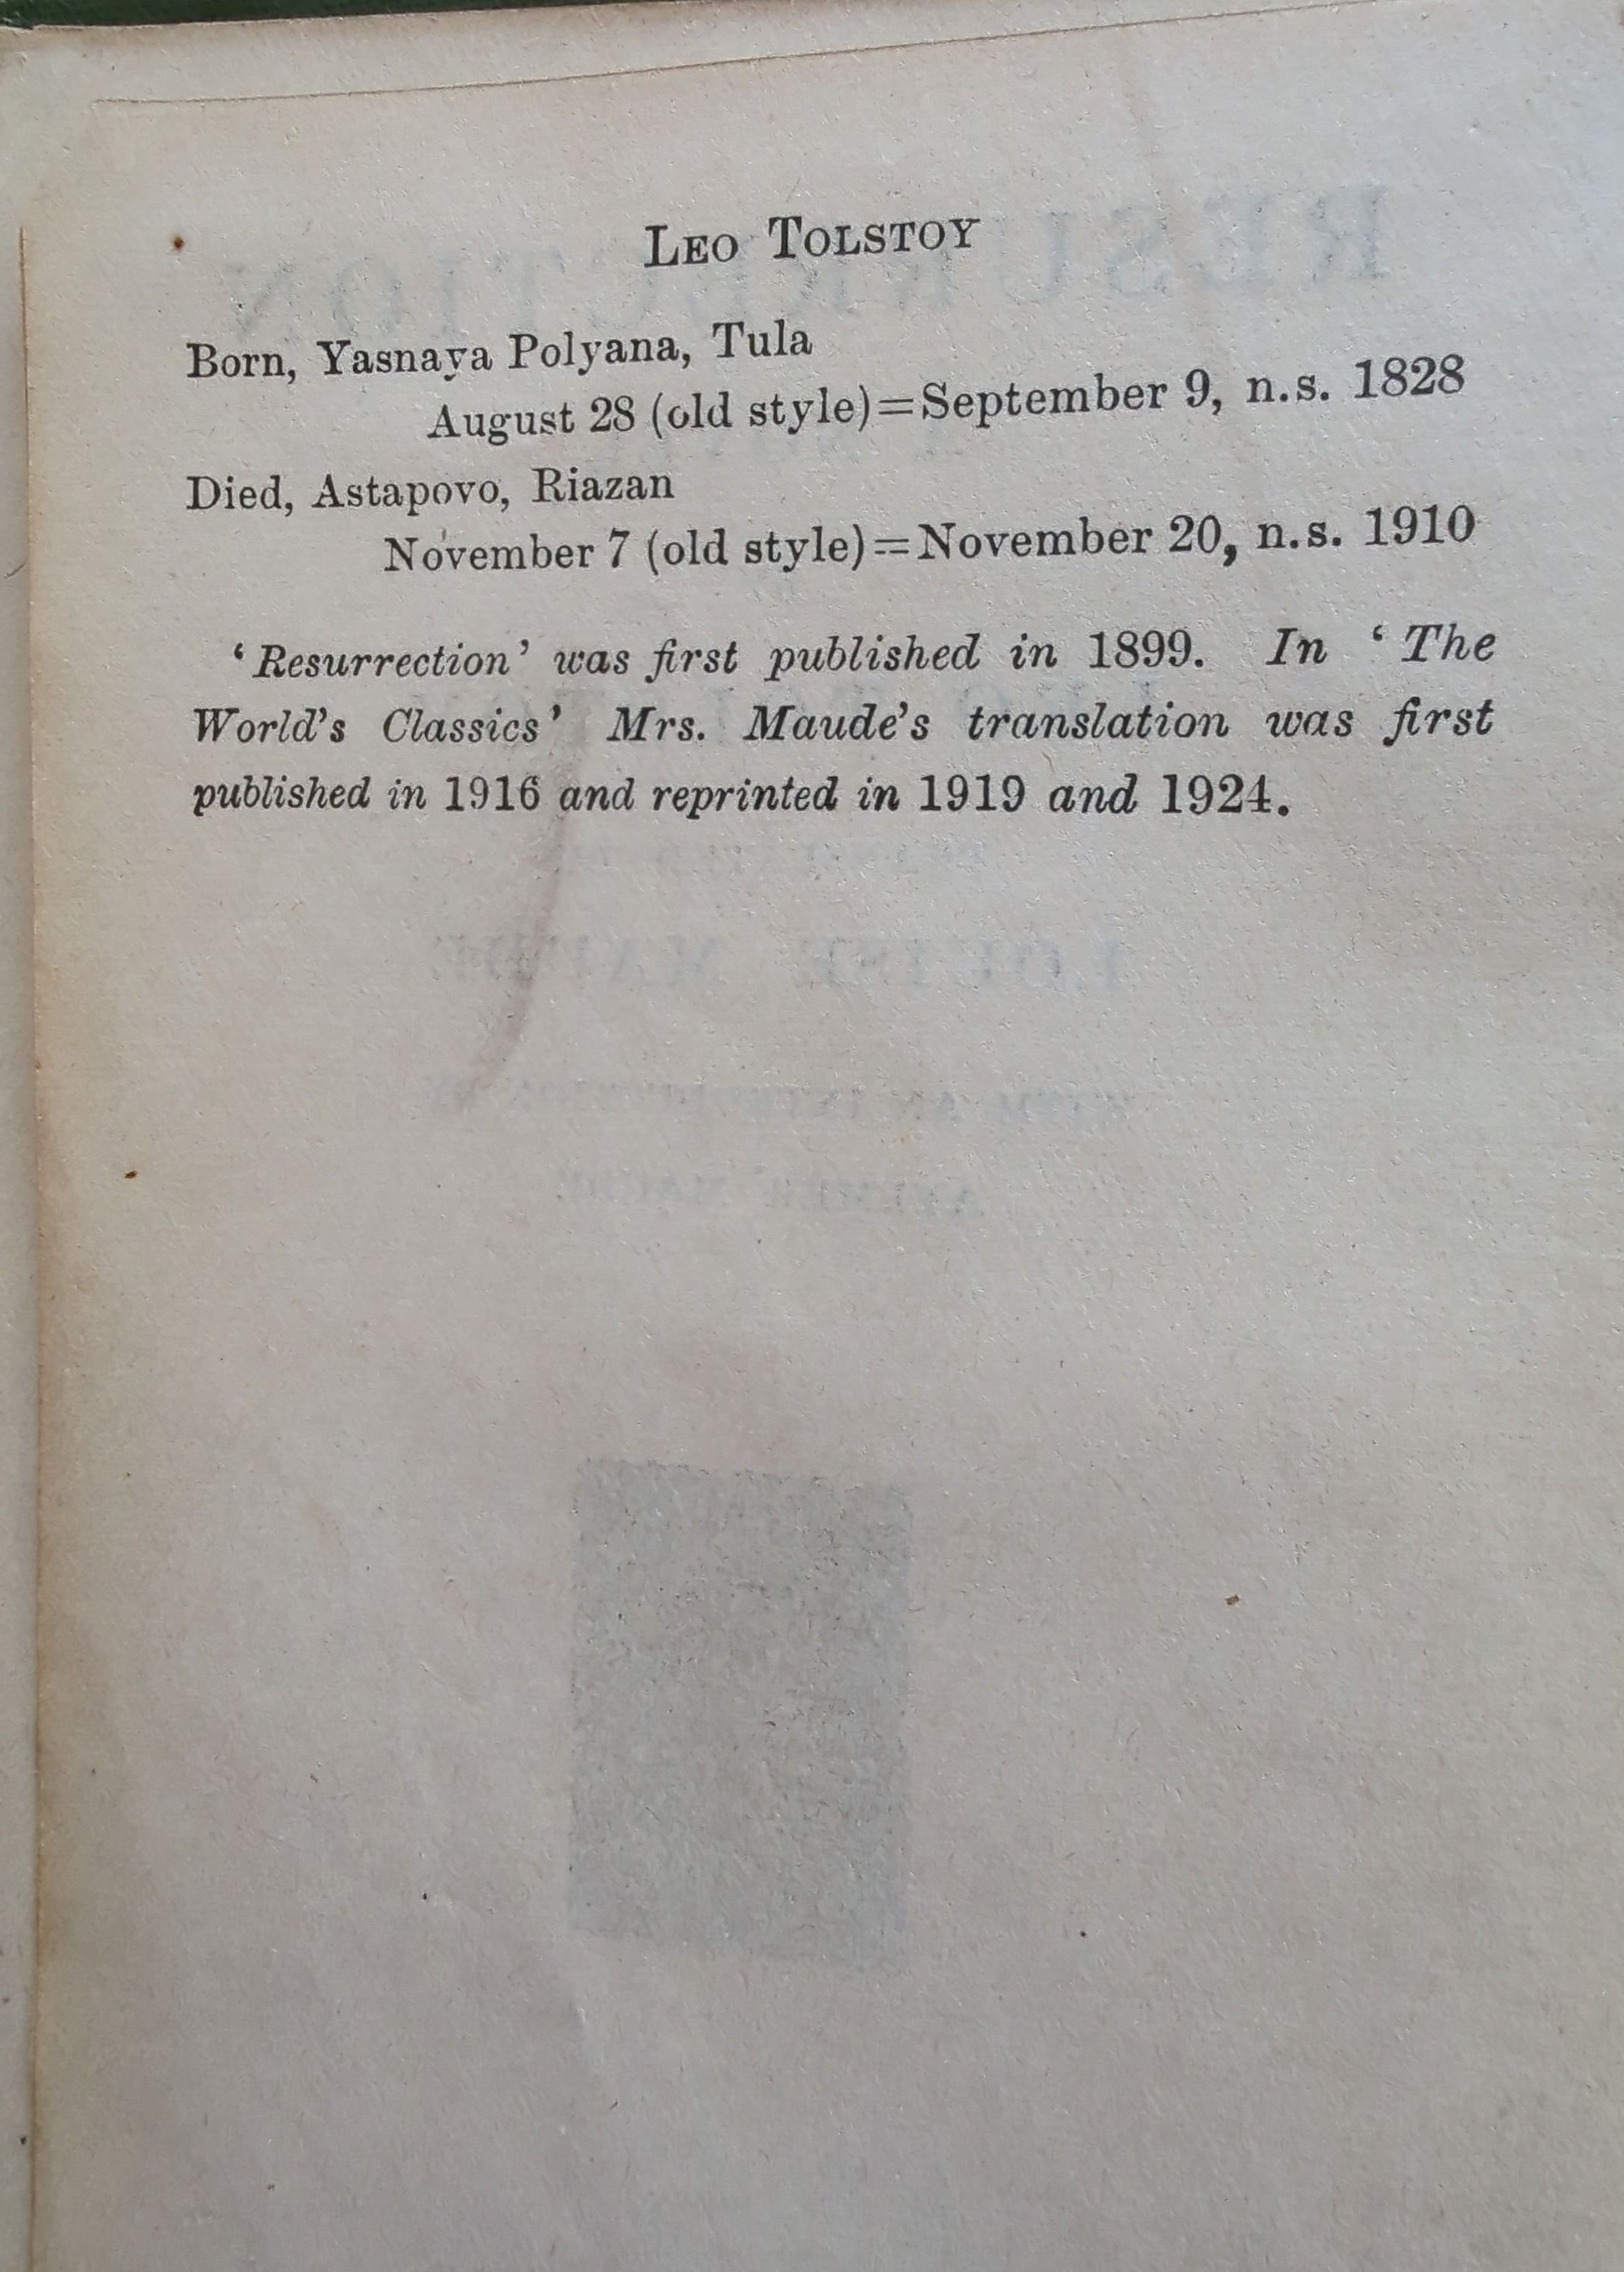 LEO TOLSTOY
Born, Yasnaya Polyana, Tula
August 28 (old style)=September 9, n.s. 1828
Died, Astapovo, Riazan
November 7 (old style)=November 20, n.s. 1910
‘Resurrection’ was first published in 1899. In ‘The
World’s Classics’ Mrs. Maude’s translation was first
published in 1916 and reprinted in 1919 and 1924.